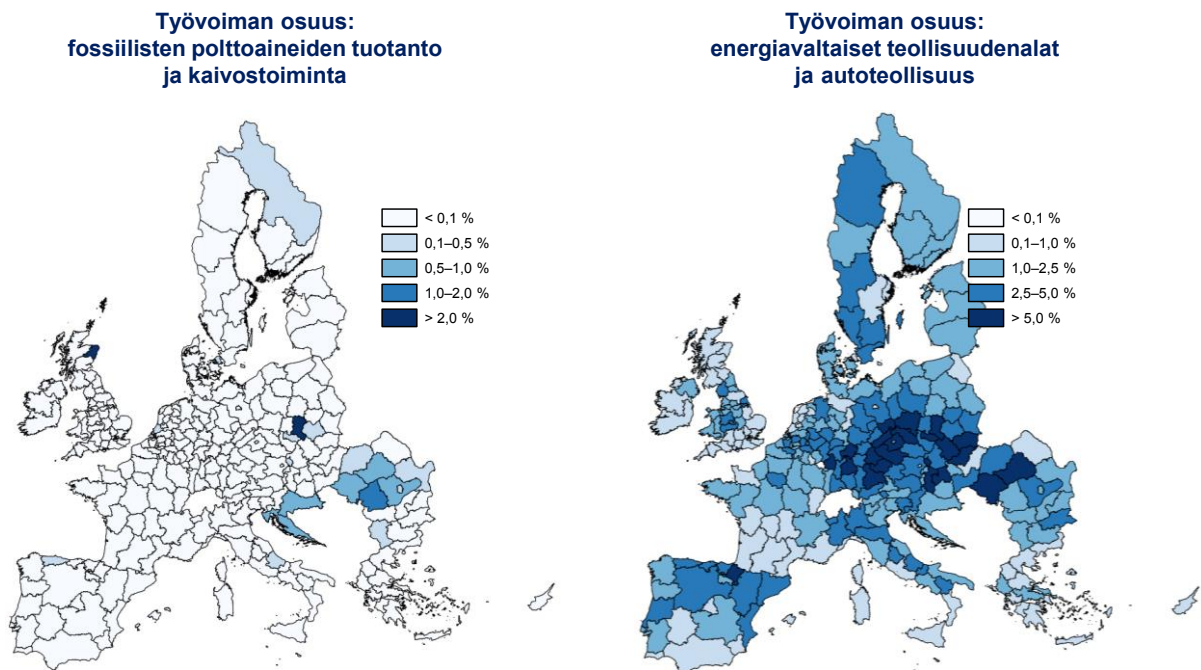 Työvoiman osuus:
fossiilisten polttoaineiden tuotanto
ja kaivostoiminta
< 0,1 %
0,1–0,5 %
0,5–1,0 %
1,0–2,0 %
> 2,0 %
Työvoiman osuus:
energiavaltaiset teollisuudenalat
ja autoteollisuus
< 0,1 %
0,1–1,0 %
1,0–2,5 %
2,5–5,0 %
> 5,0 %